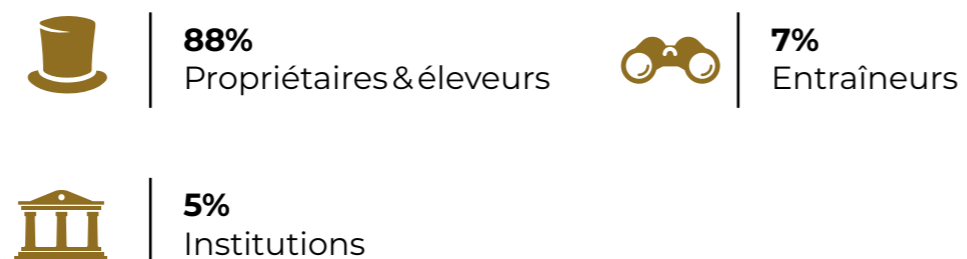 88%
Propriétaires & éleveurs
7%
Entraîneurs
5%
Institutions